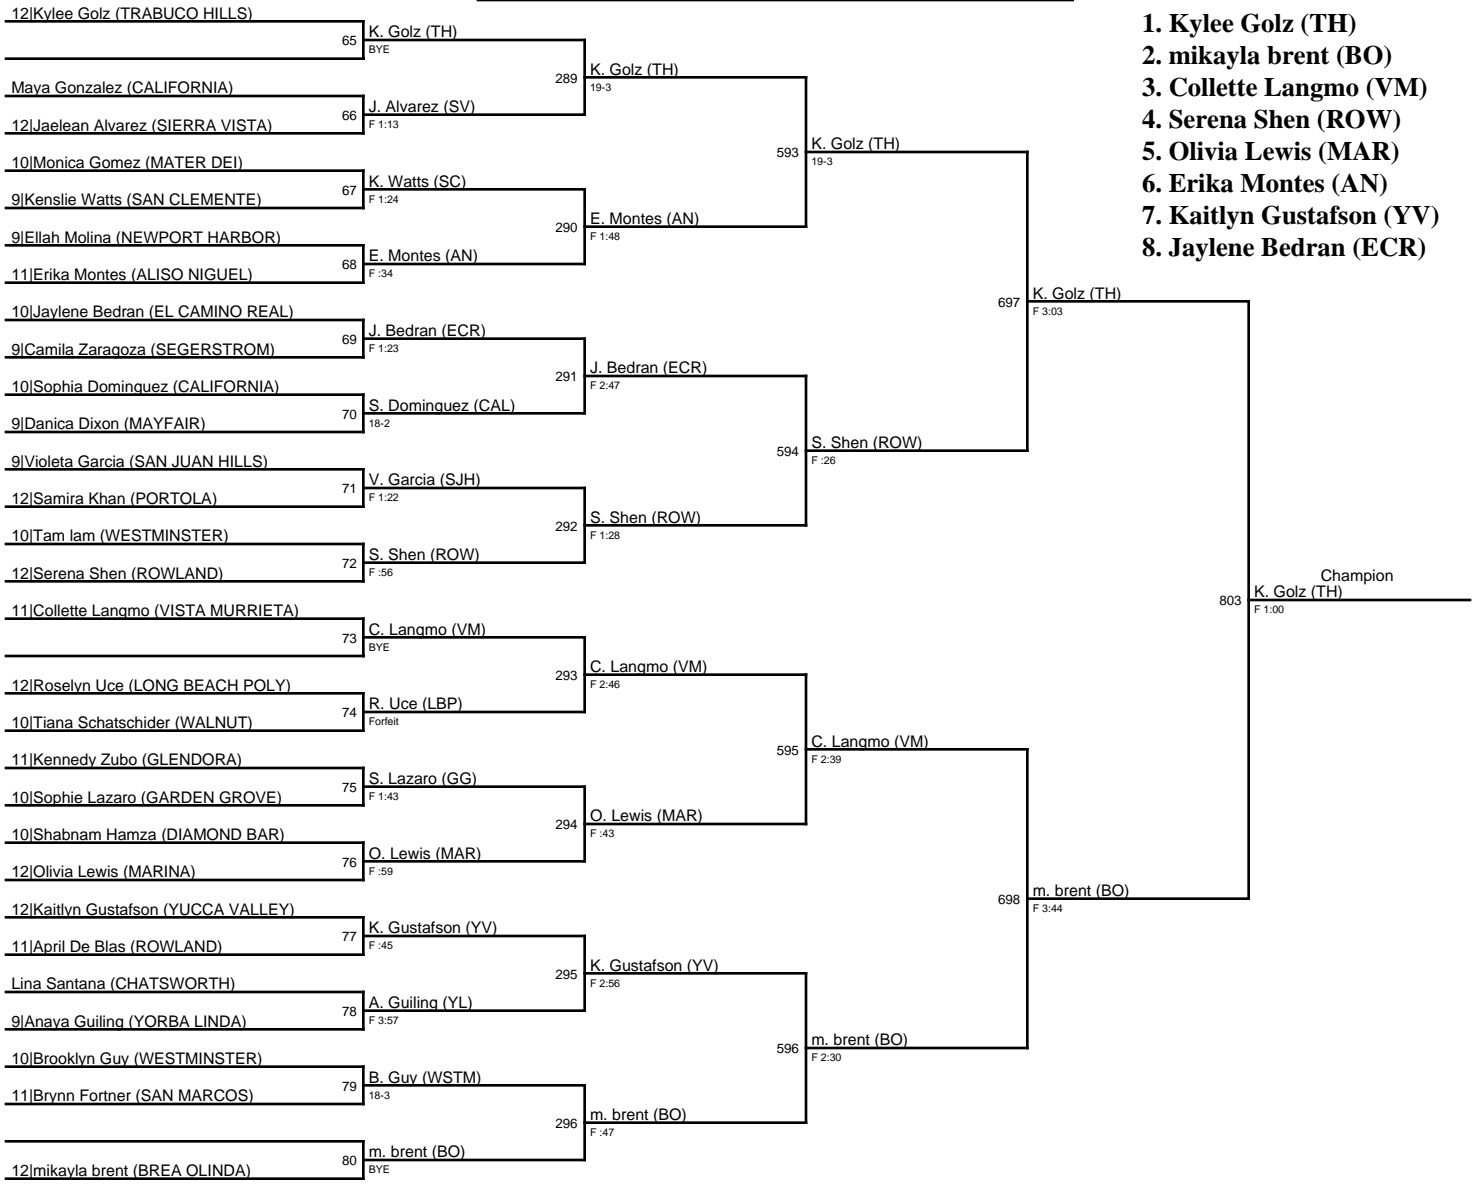 12|Kylee Golz (TRABUCO HILLS)
65
K. Golz (TH)
BYE
Maya Gonzalez (CALIFORNIA)
66
J. Alvarez (SV)
F 1:13
12|Jaelean Alvarez (SIERRA VISTA)
289
K. Golz (TH)
19-3
10|Monica Gomez (MATER DEI)
67
K. Watts (SC)
F 1:24
9|Kenslie Watts (SAN CLEMENTE)
290
E. Montes (AN)
F 1:48
9|Ellah Molina (NEWPORT HARBOR)
68
E. Montes (AN)
F :34
11|Erika Montes (ALISO NIGUEL)
593
K. Golz (TH)
19-3
10|Jaylene Bedran (EL CAMINO REAL)
69
J. Bedran (ECR)
F 1:23
9|Camila Zaragoza (SEGERSTROM)
291
J. Bedran (ECR)
F 2:47
10|Sophia Dominguez (CALIFORNIA)
70
S. Dominguez (CAL)
18-2
9|Danica Dixon (MAYFAIR)
594
S. Shen (ROW)
F :26
9|Violeta Garcia (SAN JUAN HILLS)
71
V. Garcia (SJH)
F 1:22
12|Samira Khan (PORTOLA)
292
S. Shen (ROW)
F 1:28
10|Tam lam (WESTMINSTER)
72
S. Shen (ROW)
F :56
12|Serena Shen (ROWLAND)
697
K. Golz (TH)
F 3:03
11|Collette Langmo (VISTA MURRIETA)
73
C. Langmo (VM)
BYE
293
C. Langmo (VM)
F 2:46
12|Roselyn Uce (LONG BEACH POLY)
74
R. Uce (LBP)
Forfeit
10|Tiana Schatschider (WALNUT)
595
C. Langmo (VM)
F 2:39
11|Kennedy Zubo (GLENDORA)
75
S. Lazaro (GG)
F 1:43
10|Sophie Lazaro (GARDEN GROVE)
294
O. Lewis (MAR)
F :43
10|Shabnam Hamza (DIAMOND BAR)
76
O. Lewis (MAR)
F :59
12|Olivia Lewis (MARINA)
698
m. brent (BO)
F 3:44
12|Kaitlyn Gustafson (YUCCA VALLEY)
77
K. Gustafson (YV)
F :45
11|April De Blas (ROWLAND)
295
K. Gustafson (YV)
F 2:56
Lina Santana (CHATSWORTH)
78
A. Guiling (YL)
F 3:57
9|Anaya Guiling (YORBA LINDA)
596
m. brent (BO)
F 2:30
10|Brooklyn Guy (WESTMINSTER)
79
B. Guy (WSTM)
18-3
11|Brynn Fortner (SAN MARCOS)
296
m. brent (BO)
F :47
80
m. brent (BO)
BYE
12|mikayla brent (BREA OLINDA)
803
Champion
K. Golz (TH)
F 1:00
1. Kylee Golz (TH)
2. mikayla brent (BO)
3. Collette Langmo (VM)
4. Serena Shen (ROW)
5. Olivia Lewis (MAR)
6. Erika Montes (AN)
7. Kaitlyn Gustafson (YV)
8. Jaylene Bedran (ECR)